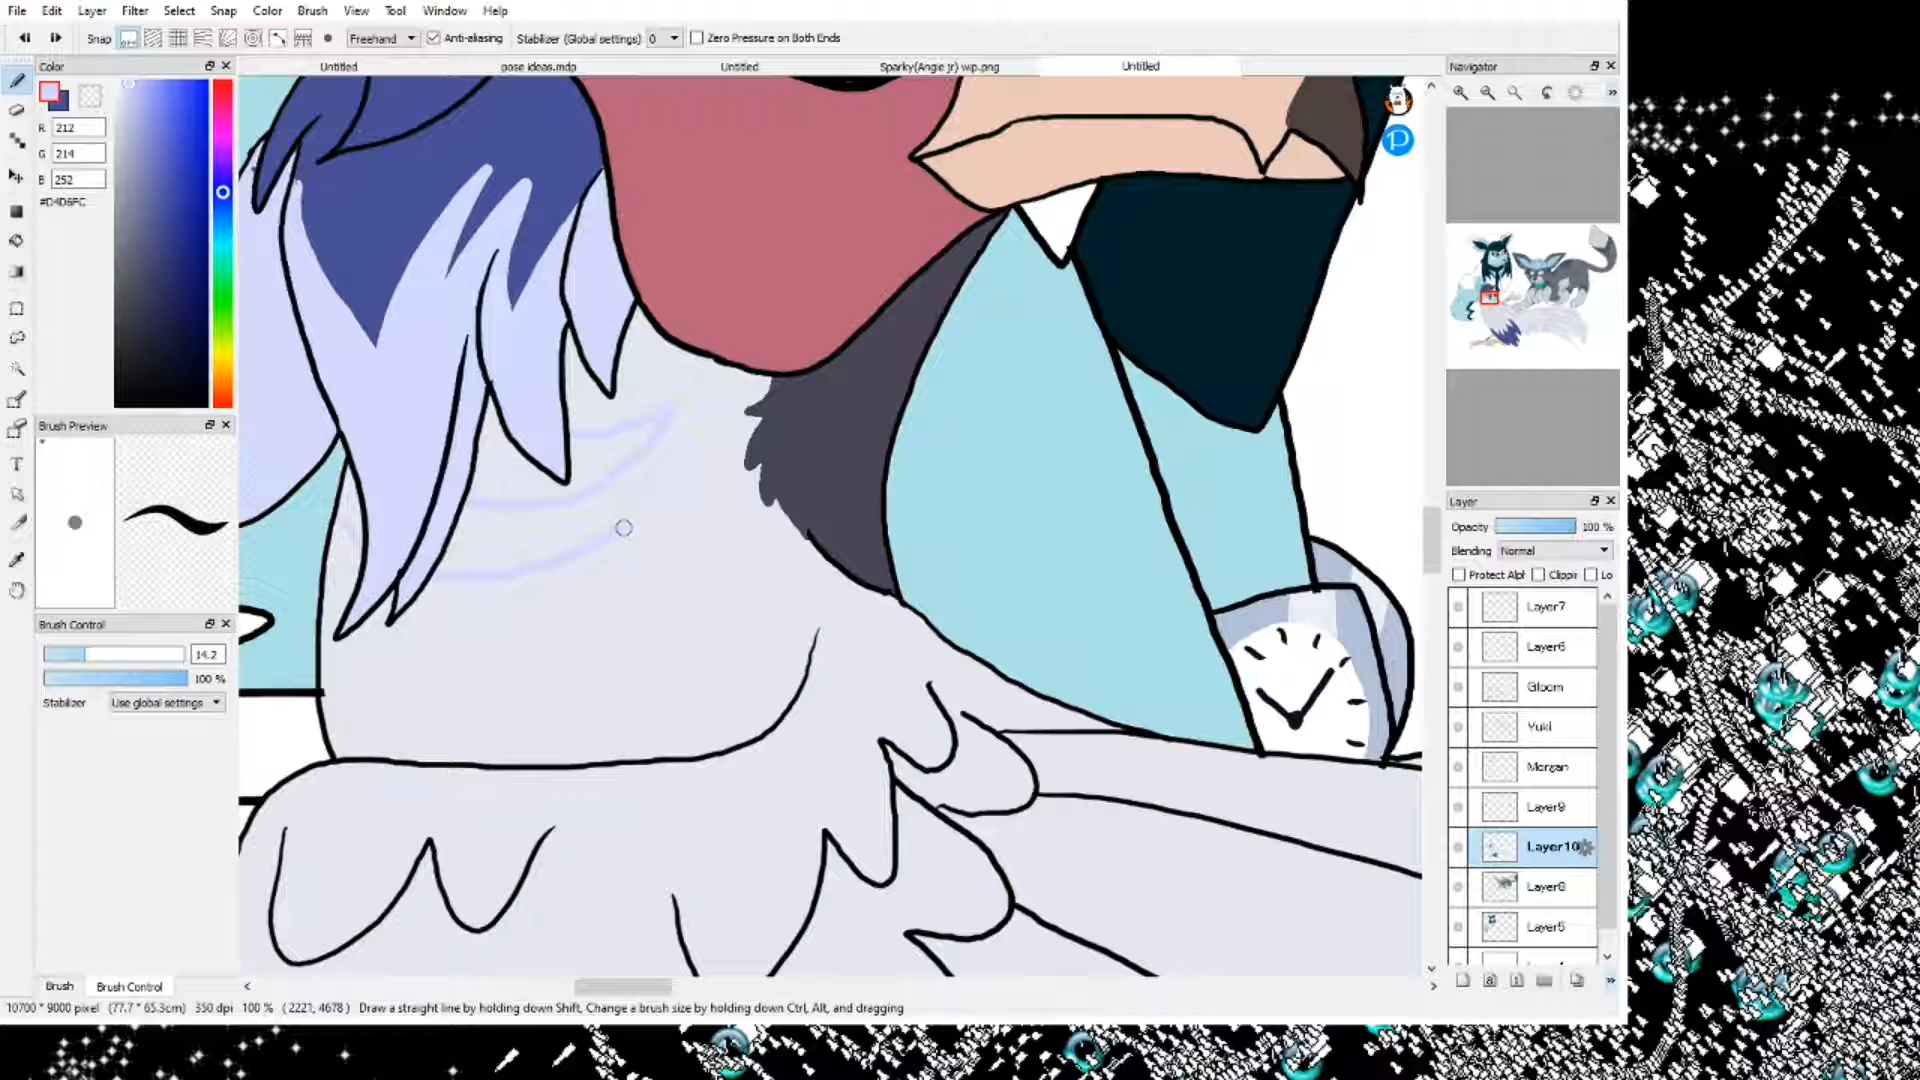 File Edit Layer Filter Select Snap Color Brush View Tool Window Help
Snap Freehand Anti-aliasing Stabilizer (Global settings) 0 Zero Pressure on Both Ends
Color
Untitled pose ideas.mdp Untitled Sparky(Angie jr) wip.png Untitled
Navigator
R 212
G 214
B 252
#D4D6FC
Brush Preview
Brush Control
14.2
100 %
Stabilizer Use global settings
Layer
Opacity 100 %
Blending Normal
Protect Alph Clippir Lo
Layer7
Layer6
Gloom
Yuki
Morgan
Layer9
Layer10
Layer8
Layer5
Brush Brush Control
10700 * 9000 pixel (77.7 * 65.3cm) 350 dpi 100 % ( 2221, 4678 ) Draw a straight line by holding down Shift, Change a brush size by holding down Ctrl, Alt, and dragging